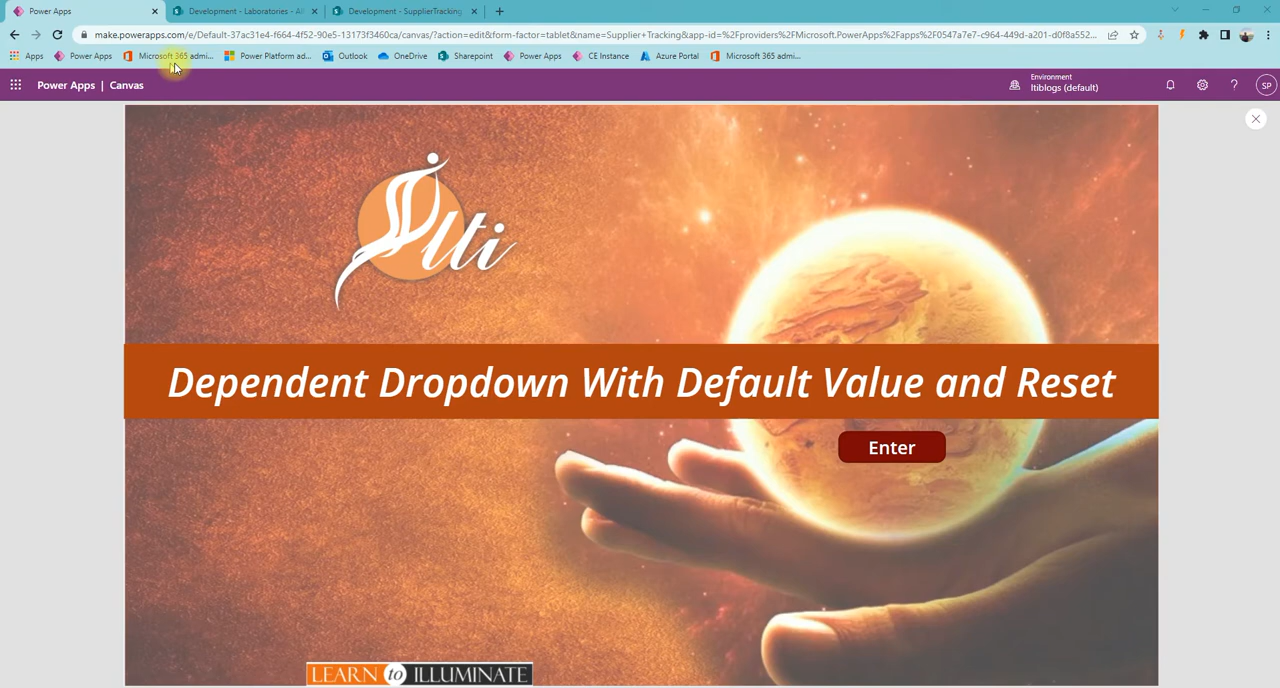 Power Apps
Development - Laboratories - Al
Development - SupplierTracking
make.powerapps.com/e/Default-37ac31e4-f664-4f52-90e5-13173f3460ca/canvas/?action=edit&form-factor=tablet&name=Supplier+Tracking&app-id=%2Fproviders%2FMicrosoft.PowerApps%2Fapps%2F0547a7e7-c964-449d-a201-d0f8a552...
Apps
Power Apps
Microsoft 365 admi...
Power Platform ad...
Outlook
OneDrive
Sharepoint
Power Apps
CE Instance
Azure Portal
Microsoft 365 admi...
Power Apps | Canvas
Environment
ltiblogs (default)
SP
lti
Dependent Dropdown With Default Value and Reset
Enter
LEARN to ILLUMINATE